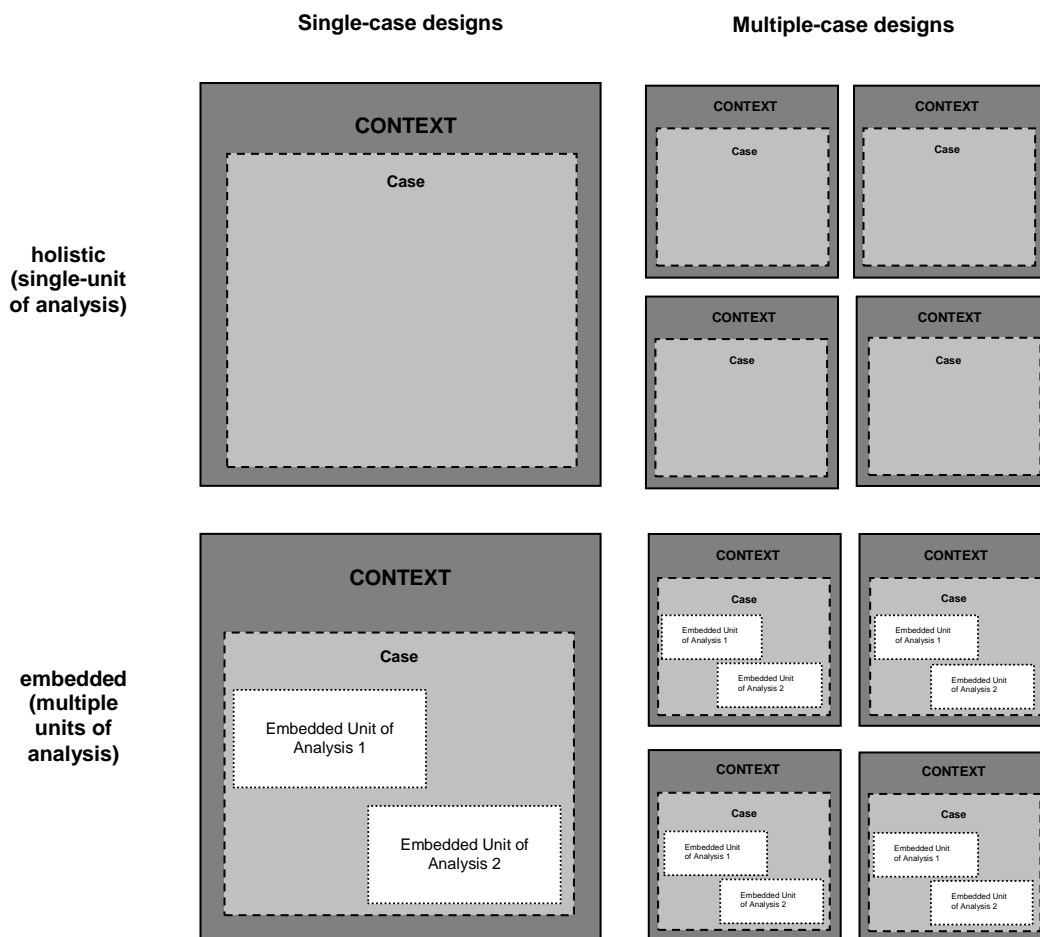 Single-case designs
Multiple-case designs
holistic
(single-unit
of analysis)
CONTEXT
Case
CONTEXT
Case
CONTEXT
Case
CONTEXT
Case
CONTEXT
Case
embedded
(multiple
units of
analysis)
CONTEXT
Case
Embedded Unit of
Analysis 1
Embedded Unit of
Analysis 2
CONTEXT
Case
Embedded Unit
of Analysis 1
Embedded Unit
of Analysis 2
CONTEXT
Case
Embedded Unit
of Analysis 1
Embedded Unit
of Analysis 2
CONTEXT
Case
Embedded Unit
of Analysis 1
Embedded Unit
of Analysis 2
CONTEXT
Case
Embedded Unit
of Analysis 1
Embedded Unit
of Analysis 2